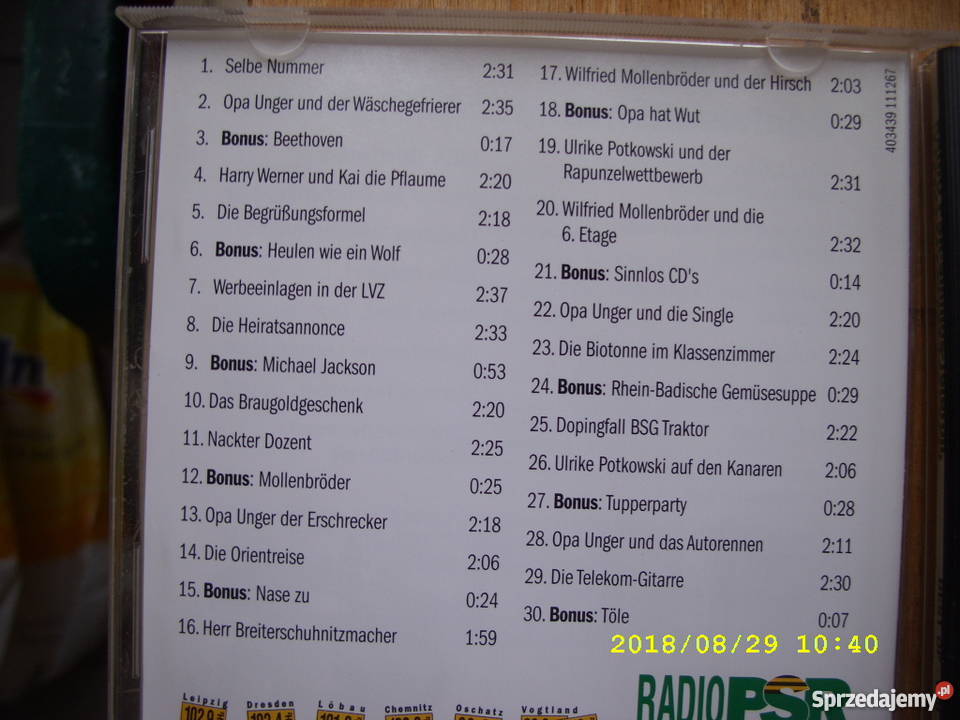 1. Selbe Nummer 2:31
2. Opa Unger und der Wäschegefrierer 2:35
3. Bonus: Beethoven 0:17
4. Harry Werner und Kai die Pflaume 2:20
5. Die Begrüßungsformel 2:18
6. Bonus: Heulen wie ein Wolf 0:28
7. Werbeeinlagen in der LVZ 2:37
8. Die Heiratsannonce 2:33
9. Bonus: Michael Jackson 0:53
10. Das Braugoldgeschenk 2:20
11. Nackter Dozent 2:25
12. Bonus: Mollenbröder 0:25
13. Opa Unger der Erschrecker 2:18
14. Die Orientreise 2:06
15. Bonus: Nase zu 0:24
16. Herr Breiterschuhnitzmacher 1:59
17. Wilfried Mollenbröder und der Hirsch 2:03
18. Bonus: Opa hat Wut 0:29
19. Ulrike Potkowski und der
Rapunzelwettbewerb 2:31
20. Wilfried Mollenbröder und die
6. Etage 2:32
21. Bonus: Sinnlos CD's 0:14
22. Opa Unger und die Single 2:20
23. Die Biotonne im Klassenzimmer 2:24
24. Bonus: Rhein-Badische Gemüsesuppe 0:29
25. Dopingfall BSG Traktor 2:22
26. Ulrike Potkowski auf den Kanaren 2:06
27. Bonus: Tupperparty 0:28
28. Opa Unger und das Autorennen 2:11
29. Die Telekom-Gitarre 2:30
30. Bonus: Töle 0:07
403439 111267
2018/08/29 10:40
Leipzig Dresden Löbau Chemnitz Oschatz Vogtland
102.9
RADIO PSR
Sprzedajemy.pl